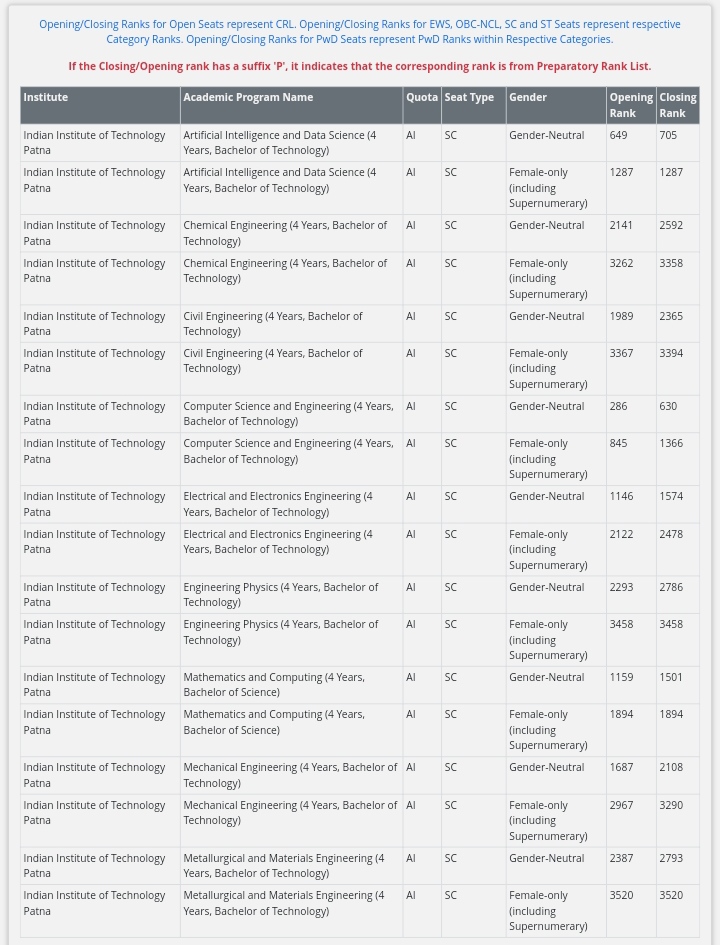 Opening/Closing Ranks for Open Seats represent CRL. Opening/Closing Ranks for EWS, OBC-NCL, SC and ST Seats represent respective
Category Ranks. Opening/Closing Ranks for PwD Seats represent PwD Ranks within Respective Categories.
If the Closing/Opening rank has a suffix 'P', it indicates that the corresponding rank is from Preparatory Rank List.
Institute Academic Program Name Quota Seat Type Gender Opening Closing
Rank Rank
Indian Institute of Technology Artificial Intelligence and Data Science (4 AI SC Gender-Neutral 649 705
Patna Years, Bachelor of Technology)
Indian Institute of Technology Artificial Intelligence and Data Science (4 AI SC Female-only 1287 1287
Patna Years, Bachelor of Technology) (including
Supernumerary)
Indian Institute of Technology Chemical Engineering (4 Years, Bachelor of AI SC Gender-Neutral 2141 2592
Patna Technology)
Indian Institute of Technology Chemical Engineering (4 Years, Bachelor of AI SC Female-only 3262 3358
Patna Technology) (including
Supernumerary)
Indian Institute of Technology Civil Engineering (4 Years, Bachelor of AI SC Gender-Neutral 1989 2365
Patna Technology)
Indian Institute of Technology Civil Engineering (4 Years, Bachelor of AI SC Female-only 3367 3394
Patna Technology) (including
Supernumerary)
Indian Institute of Technology Computer Science and Engineering (4 Years, AI SC Gender-Neutral 286 630
Patna Bachelor of Technology)
Indian Institute of Technology Computer Science and Engineering (4 Years, AI SC Female-only 845 1366
Patna Bachelor of Technology) (including
Supernumerary)
Indian Institute of Technology Electrical and Electronics Engineering (4 AI SC Gender-Neutral 1146 1574
Patna Years, Bachelor of Technology)
Indian Institute of Technology Electrical and Electronics Engineering (4 AI SC Female-only 2122 2478
Patna Years, Bachelor of Technology) (including
Supernumerary)
Indian Institute of Technology Engineering Physics (4 Years, Bachelor of AI SC Gender-Neutral 2293 2786
Patna Technology)
Indian Institute of Technology Engineering Physics (4 Years, Bachelor of AI SC Female-only 3458 3458
Patna Technology) (including
Supernumerary)
Indian Institute of Technology Mathematics and Computing (4 Years, AI SC Gender-Neutral 1159 1501
Patna Bachelor of Science)
Indian Institute of Technology Mathematics and Computing (4 Years, AI SC Female-only 1894 1894
Patna Bachelor of Science) (including
Supernumerary)
Indian Institute of Technology Mechanical Engineering (4 Years, Bachelor of AI SC Gender-Neutral 1687 2108
Patna Technology)
Indian Institute of Technology Mechanical Engineering (4 Years, Bachelor of AI SC Female-only 2967 3290
Patna Technology) (including
Supernumerary)
Indian Institute of Technology Metallurgical and Materials Engineering (4 AI SC Gender-Neutral 2387 2793
Patna Years, Bachelor of Technology)
Indian Institute of Technology Metallurgical and Materials Engineering (4 AI SC Female-only 3520 3520
Patna Years, Bachelor of Technology) (including
Supernumerary)